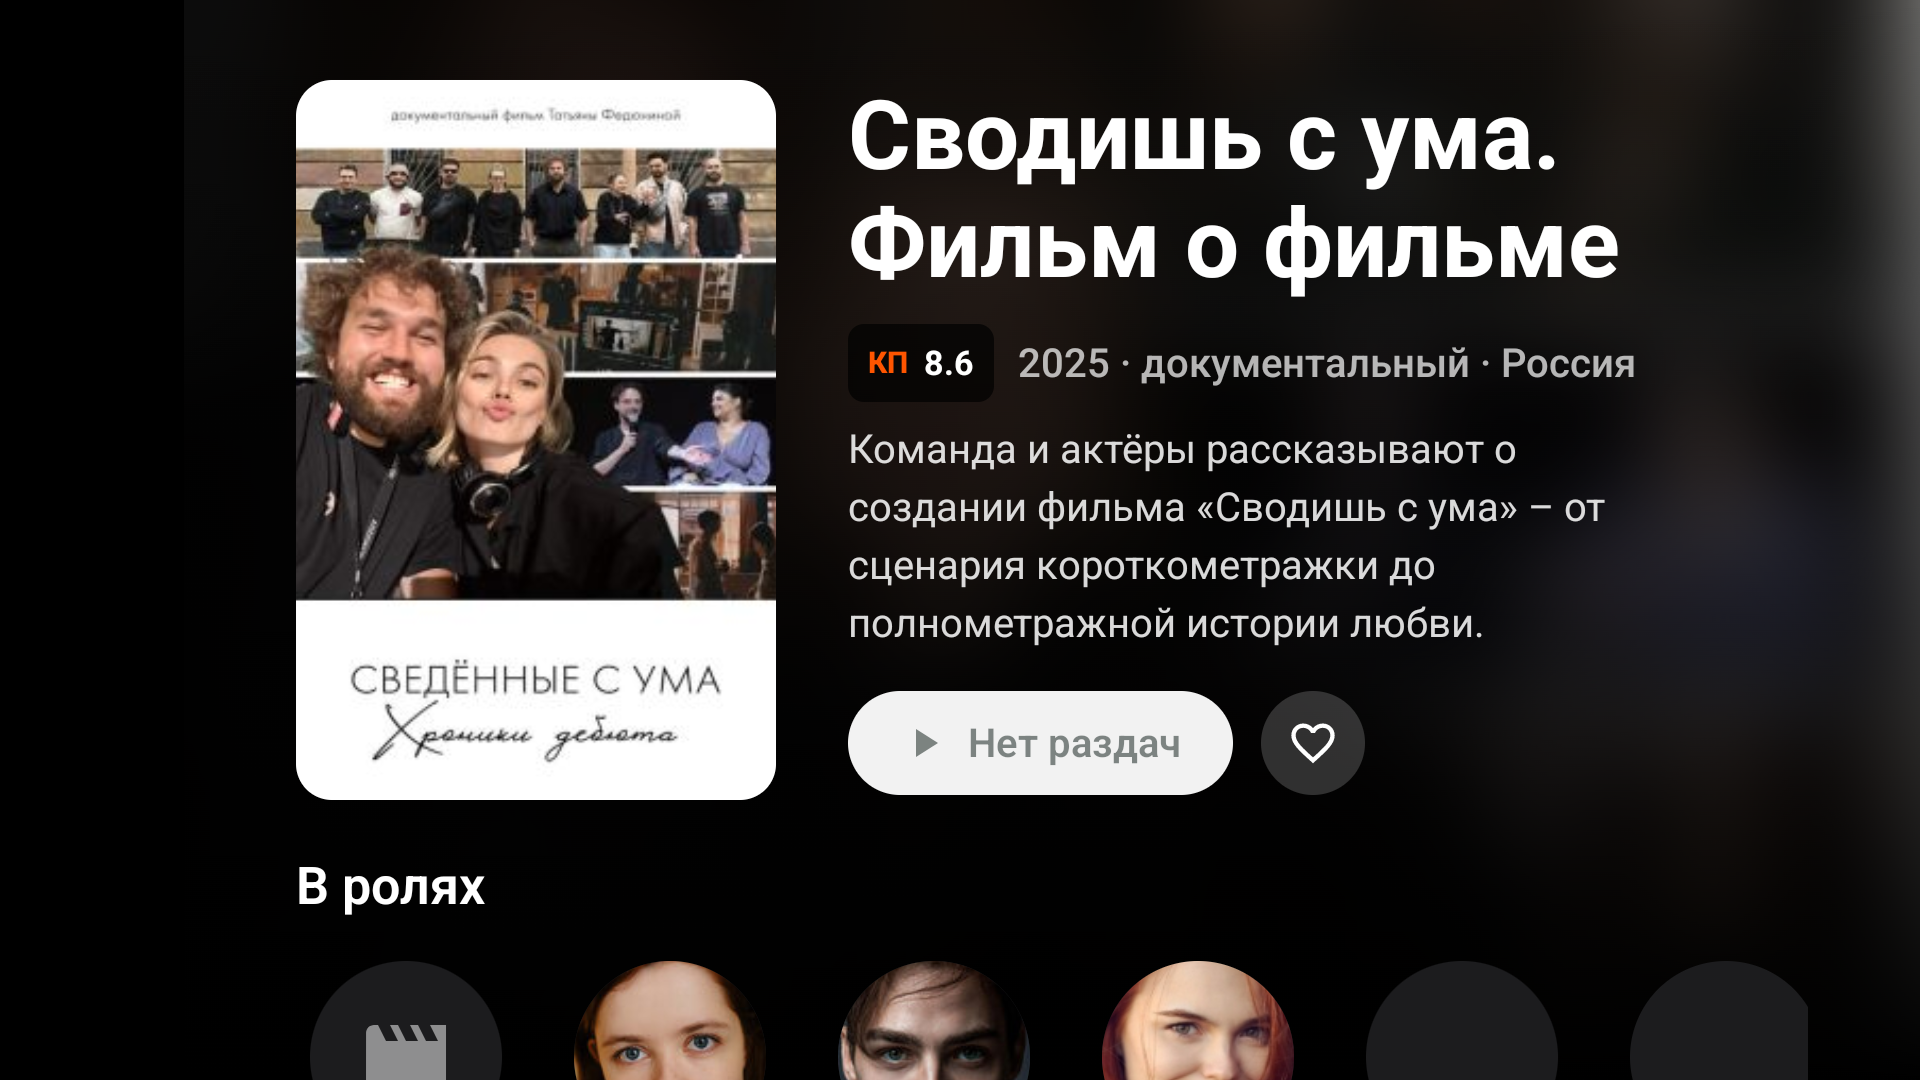 документальный фильм Татьяны Федюниной
СВЕДЁННЫЕ С УМА
Хроники дебюта
Сводишь с ума.
Фильм о фильме
КП 8.6 2025 · документальный · Россия
Команда и актёры рассказывают о
создании фильма «Сводишь с ума» – от
сценария короткометражки до
полнометражной истории любви.
Нет раздач
В ролях